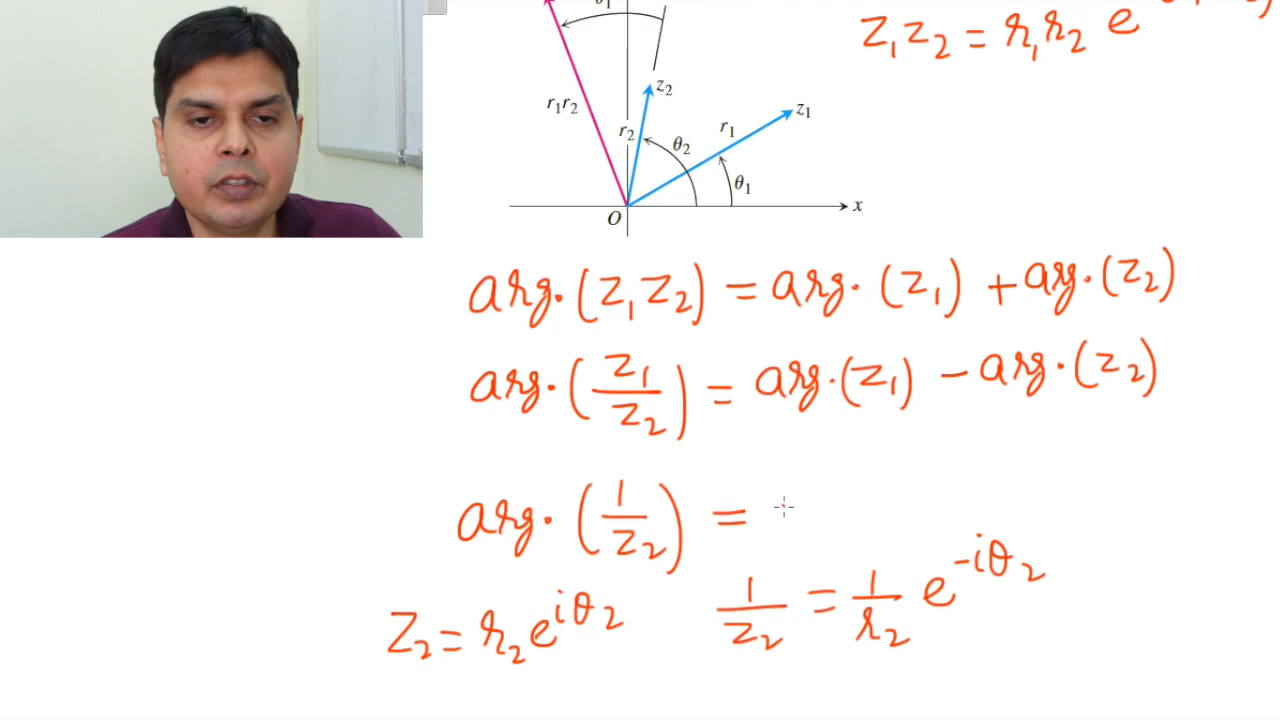 z₁z₂ = r₁r₂ e
r₁r₂
z₂
r₂
θ₂
r₁
z₁
θ₁
O
x
arg. (z₁z₂) = arg. (z₁) + arg. (z₂)
arg. (z₁/z₂) = arg. (z₁) - arg. (z₂)
arg. (1/z₂) =
z₂ = r₂e^{iθ₂} 1/z₂ = 1/r₂ e^{-iθ₂}